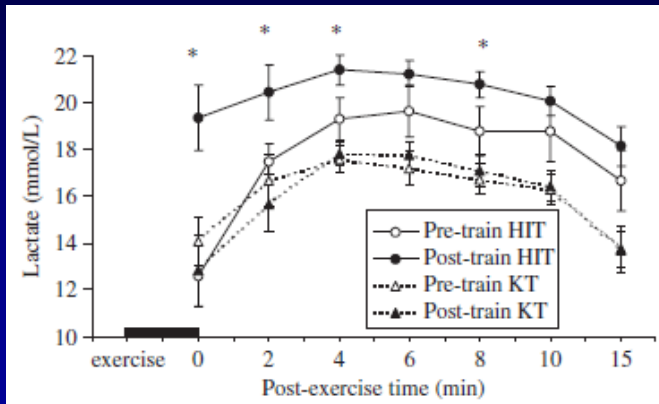 * * * *
22
20
18
16
14
12
10
Lactate (mmol/L)
Pre-train HIT
Post-train HIT
Pre-train KT
Post-train KT
exercise 0 2 4 6 8 10 15
Post-exercise time (min)